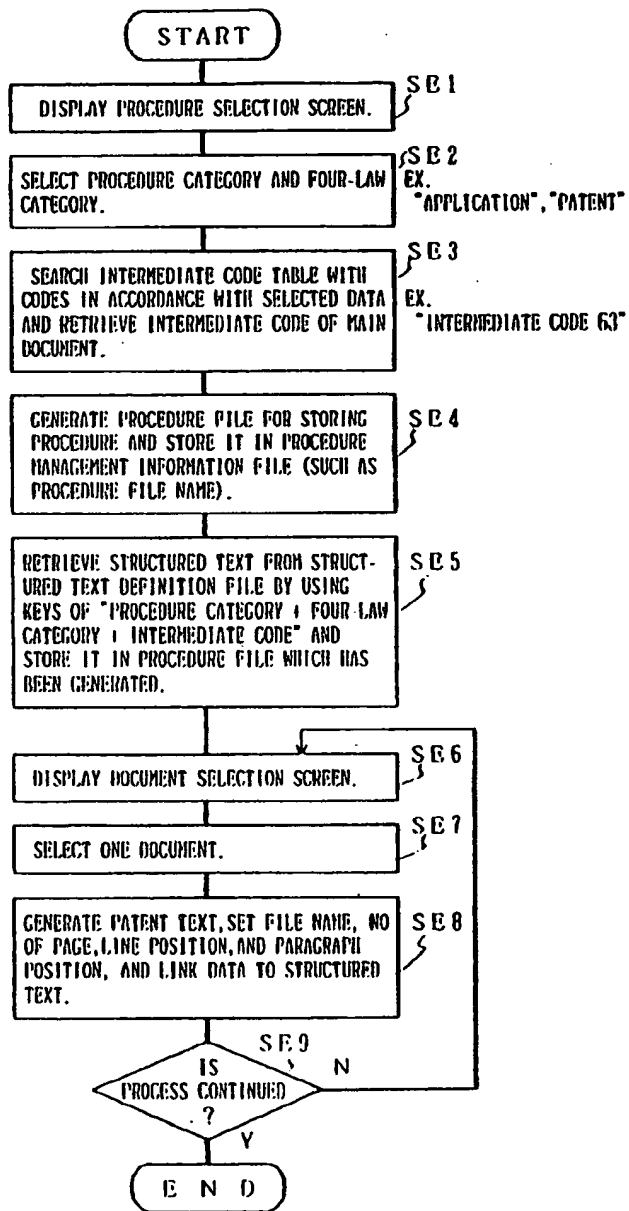 START
SE1
DISPLAY PROCEDURE SELECTION SCREEN.
SE2
SELECT PROCEDURE CATEGORY AND FOUR-LAW
CATEGORY.
EX.
"APPLICATION","PATENT"
SE3
SEARCH INTERMEDIATE CODE TABLE WITH
CODES IN ACCORDANCE WITH SELECTED DATA
AND RETRIEVE INTERMEDIATE CODE OF MAIN
DOCUMENT.
EX.
"INTERMEDIATE CODE 63"
SE4
GENERATE PROCEDURE FILE FOR STORING
PROCEDURE AND STORE IT IN PROCEDURE
MANAGEMENT INFORMATION FILE (SUCH AS
PROCEDURE FILE NAME).
SE5
RETRIEVE STRUCTURED TEXT FROM STRUCT-
URED TEXT DEFINITION FILE BY USING
KEYS OF "PROCEDURE CATEGORY + FOUR-LAW
CATEGORY + INTERMEDIATE CODE" AND
STORE IT IN PROCEDURE FILE WHICH HAS
BEEN GENERATED.
SE6
DISPLAY DOCUMENT SELECTION SCREEN.
SE7
SELECT ONE DOCUMENT.
SE8
GENERATE PATENT TEXT, SET FILE NAME, NO
OF PAGE, LINE POSITION, AND PARAGRAPH
POSITION, AND LINK DATA TO STRUCTURED
TEXT.
SE9
IS
PROCESS CONTINUED
?
N
Y
END